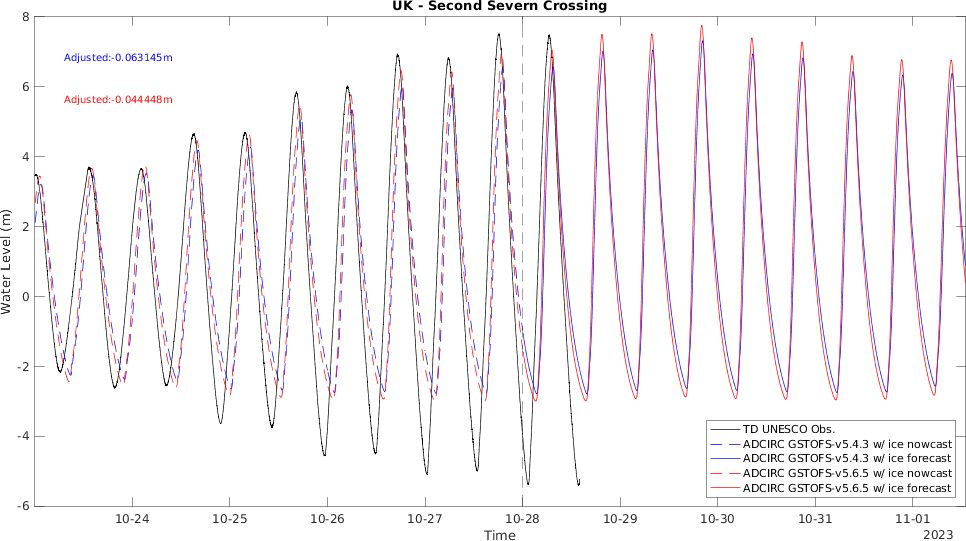 UK - Second Severn Crossing
Adjusted:-0.063145m
Adjusted:-0.044448m
8
6
4
2
0
-2
-4
-6
Water Level (m)
TD UNESCO Obs.
ADCIRC GSTOFS-v5.4.3 w/ ice nowcast
ADCIRC GSTOFS-v5.4.3 w/ ice forecast
ADCIRC GSTOFS-v5.6.5 w/ ice nowcast
ADCIRC GSTOFS-v5.6.5 w/ ice forecast
10-24 10-25 10-26 10-27 10-28 10-29 10-30 10-31 11-01
Time
2023